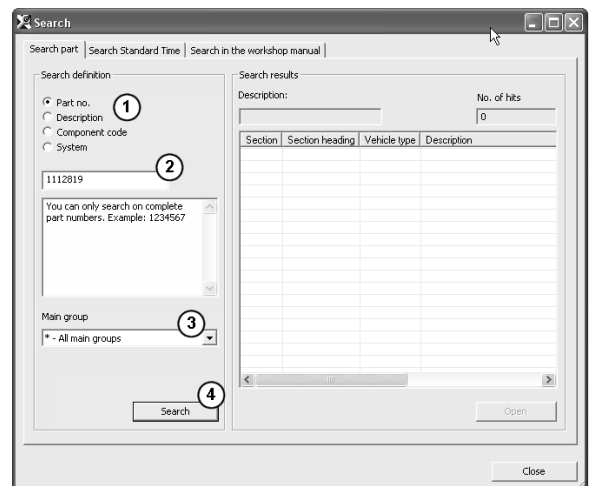 Search
Search part Search Standard Time Search in the workshop manual
Search definition
Part no.
Description
Component code
System
1
2
1112819
You can only search on complete
part numbers. Example: 1234567
Main group
3
* - All main groups
4
Search
Search results
Description:
No. of hits
0
Section Section heading Vehicle type Description
Open
Close